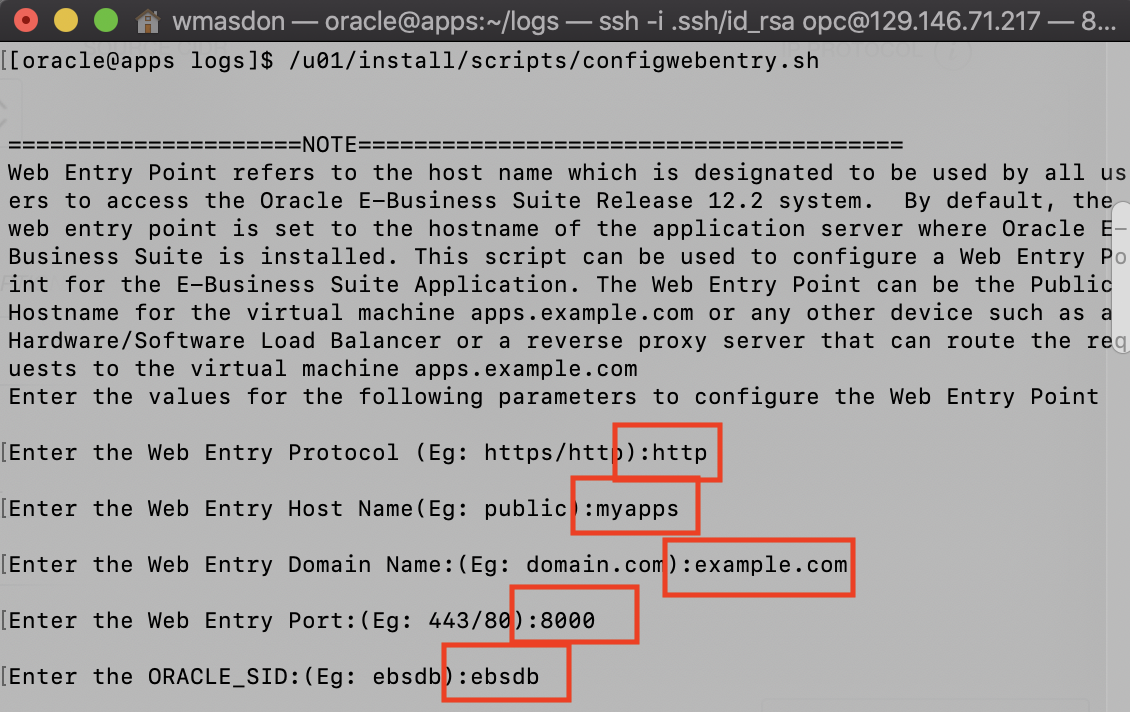 wmasdon — oracle@apps:~/logs — ssh -i .ssh/id_rsa opc@129.146.71.217 — 8...
[[oracle@apps logs]$ /u01/install/scripts/configwebentry.sh
=====================NOTE=======================================
Web Entry Point refers to the host name which is designated to be used by all us
ers to access the Oracle E-Business Suite Release 12.2 system.  By default, the
web entry point is set to the hostname of the application server where Oracle E-
Business Suite is installed. This script can be used to configure a Web Entry Po
int for the E-Business Suite Application. The Web Entry Point can be the Public
Hostname for the virtual machine apps.example.com or any other device such as a
Hardware/Software Load Balancer or a reverse proxy server that can route the req
uests to the virtual machine apps.example.com
Enter the values for the following parameters to configure the Web Entry Point
[Enter the Web Entry Protocol (Eg: https/http):http
[Enter the Web Entry Host Name(Eg: public):myapps
[Enter the Web Entry Domain Name:(Eg: domain.com):example.com
[Enter the Web Entry Port:(Eg: 443/80):8000
[Enter the ORACLE_SID:(Eg: ebsdb):ebsdb